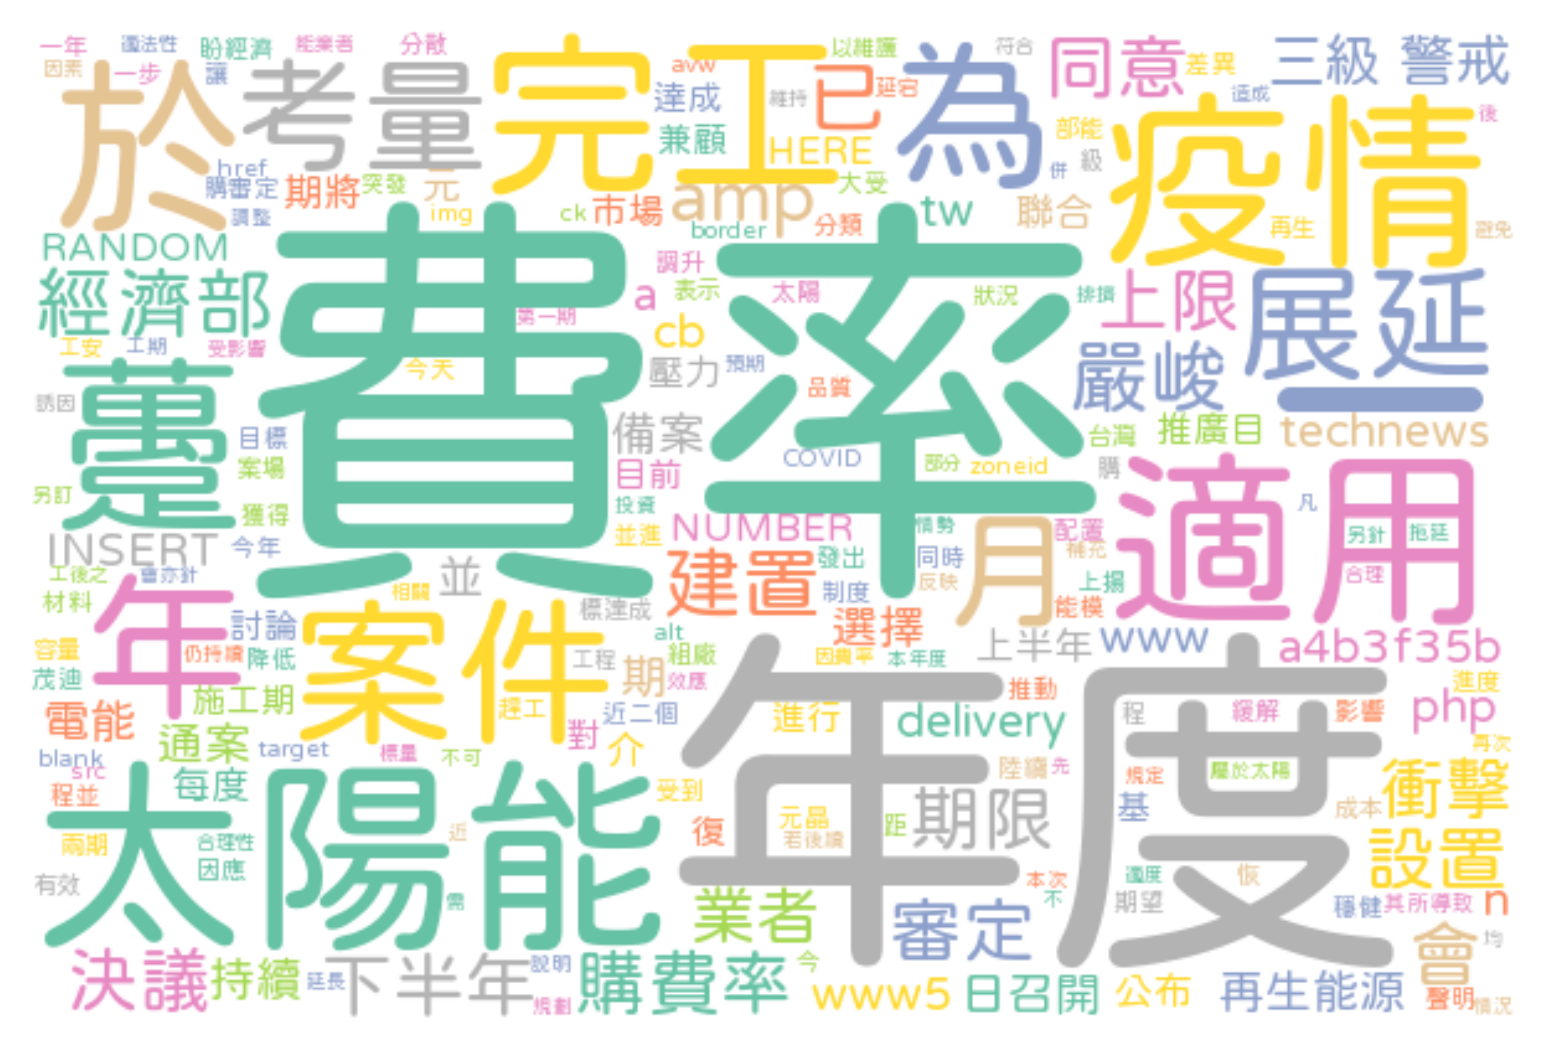 一年
適法性
盼經濟
能業者
分散
完工
以維護
為
符合
同意
差異
三級 警戒
因素
一步
讓
於
考量
avw
達成
維持
已
延宕
造成
疫情
後
部能
兼顧
HERE
級
併
href
購審定
期將
突發
元
amp
大受
調整
img
ck
市場
border
分類
tw
聯合
再生
避免
RANDOM
費率
調升
a
表示
太陽
狀況
排擠
經濟部
第一期
上限
展延
工安
工期
受影響
今天
cb
壓力
預期
品質
嚴峻
躉
誘因
目標
案場
備案
目前
COVID
部分
zoneid
購
台灣
推廣目
technews
另訂
獲得
投資
並進
NUMBER
情勢
月
配置
適用
凡
另針
拖延
合理
INSERT
今年
建置
發出
同時
補充
工後之
會亦針
材料
年
相關
並
標達成
制度
反映
上揚
能模
案件
討論
alt
選擇
上半年
www
a4b3f35b
容量
仍持續
降低
工程
組廠
因費率
本年度
茂迪
施工期
期
效應
推動
進度
電能
趕工
近二個
進行
delivery
程
緩解
影響
php
通案
對
介
年度
blank
target
標量
不可
再次
src
程並
每度
受到
陸續
先
規定
屬於太陽
衝擊
太陽能
復
元晶
若後續
距
期限
基
成本
兩期
合理性
近
因應
設置
有效
需
本次
不
適度
恢
業者
審定
期望
穩健
其所導致
n
決議
持續
延長
下半年
說明
規劃
購費率
今
www5
日召開
公布
再生能源
會
均
聲明
情況